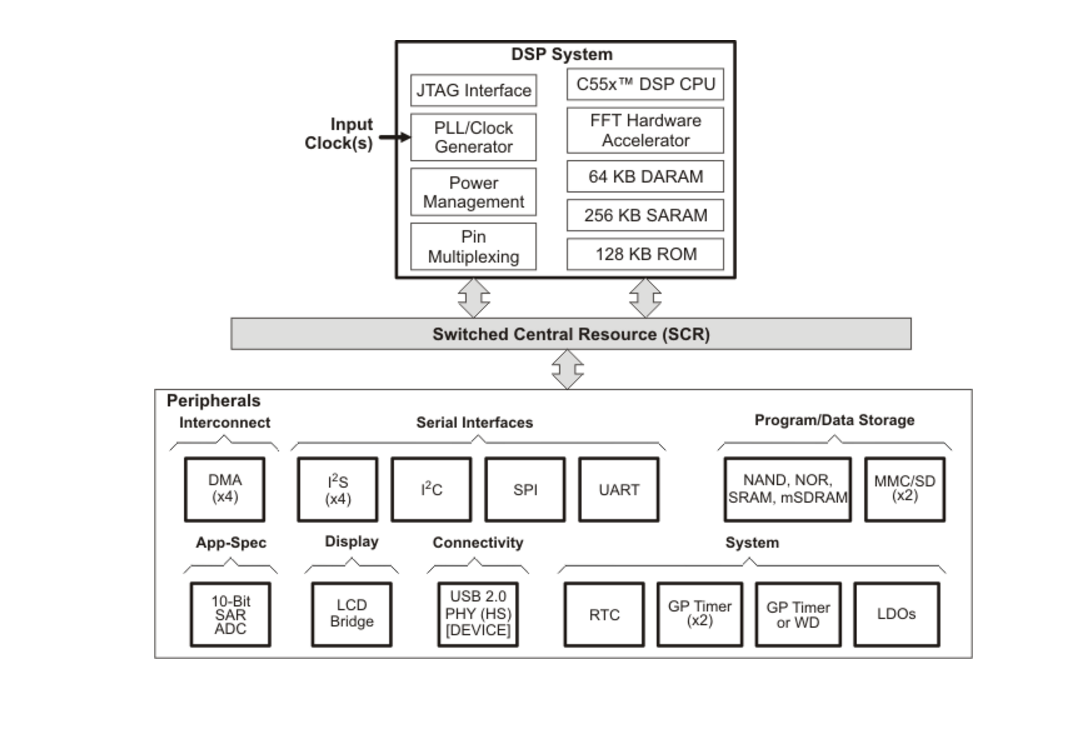 DSP System
JTAG Interface
C55x™ DSP CPU
Input
Clock(s)
PLL/Clock
Generator
FFT Hardware
Accelerator
Power
Management
64 KB DARAM
256 KB SARAM
Pin
Multiplexing
128 KB ROM
Switched Central Resource (SCR)
Peripherals
Interconnect
Serial Interfaces
Program/Data Storage
DMA
(x4)
I²S
(x4)
I²C
SPI
UART
NAND, NOR,
SRAM, mSDRAM
MMC/SD
(x2)
App-Spec
Display
Connectivity
System
10-Bit
SAR
ADC
LCD
Bridge
USB 2.0
PHY (HS)
[DEVICE]
RTC
GP Timer
(x2)
GP Timer
or WD
LDOs